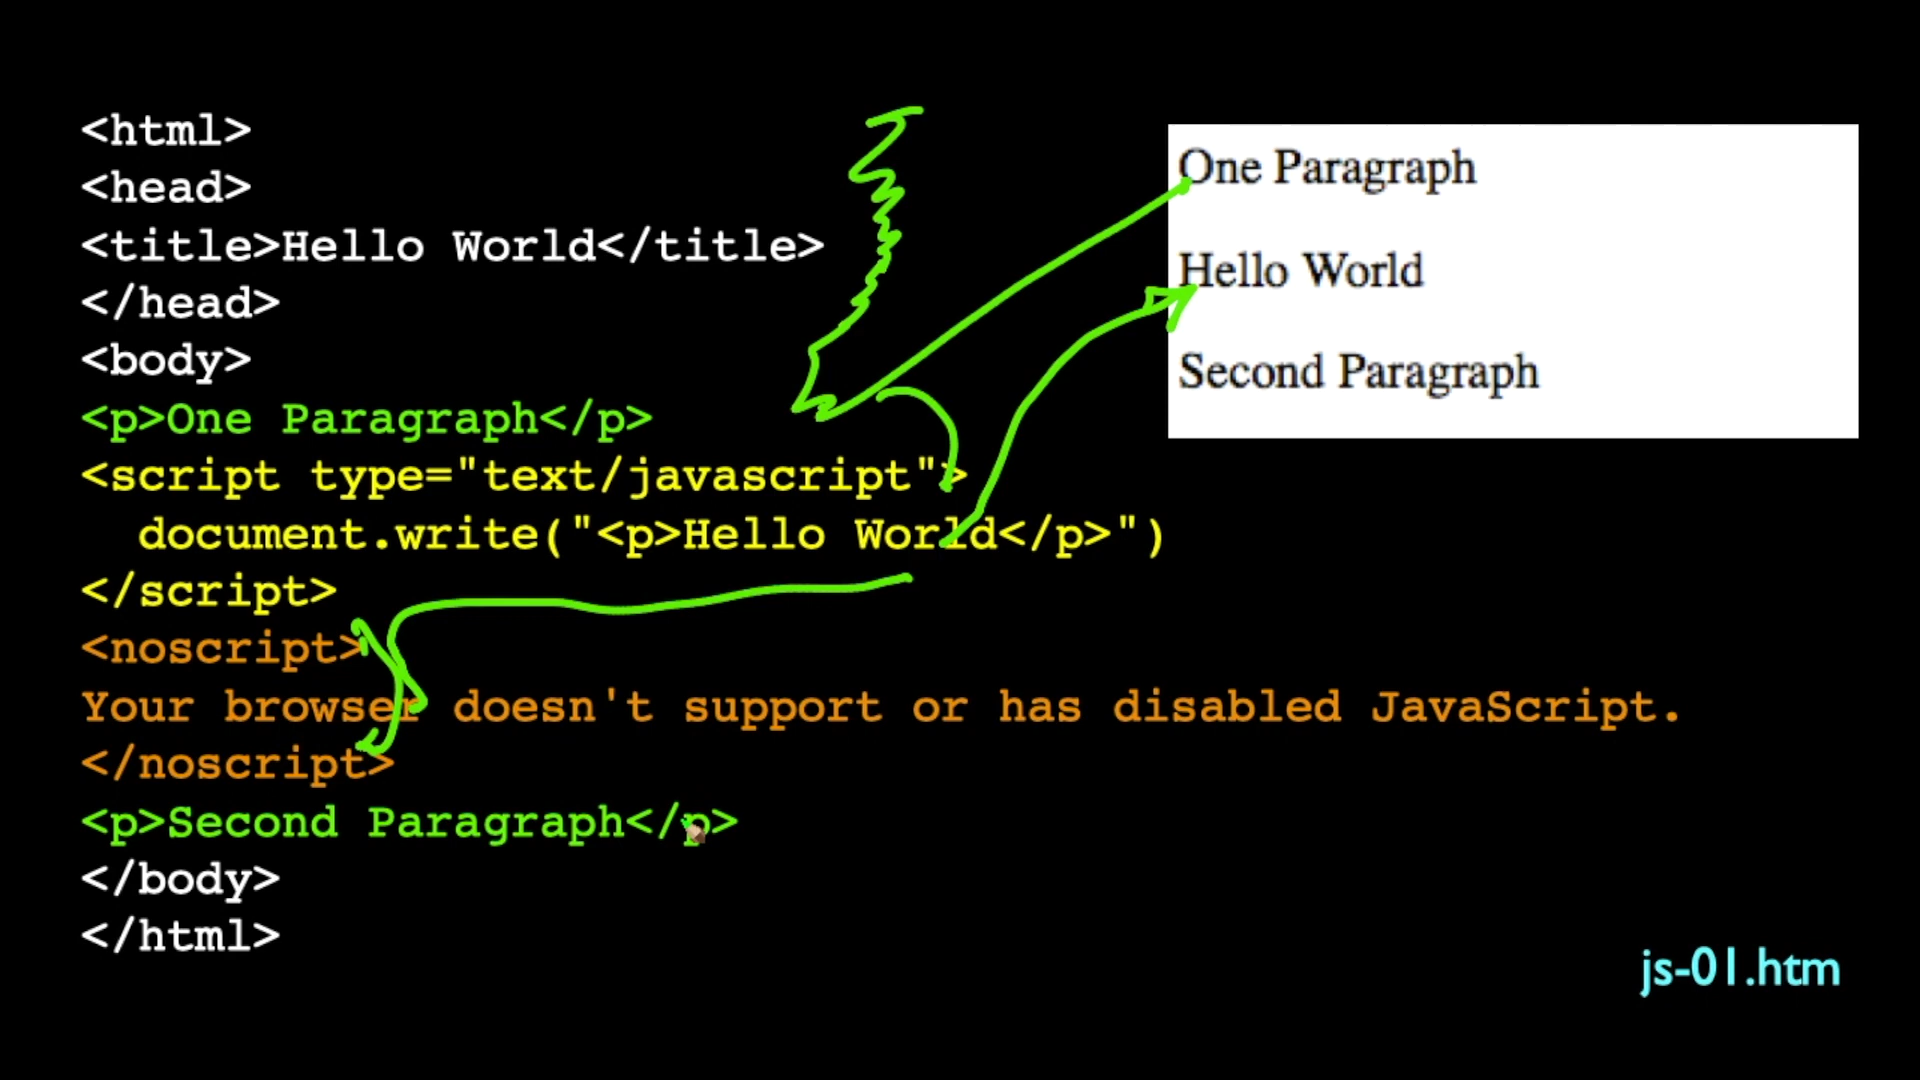 <html>
<head>
<title>Hello World</title>
</head>
<body>
<p>One Paragraph</p>
<script type="text/javascript">
  document.write("<p>Hello World</p>")
</script>
<noscript>
Your browser doesn't support or has disabled JavaScript.
</noscript>
<p>Second Paragraph</p>
</body>
</html>
One Paragraph
Hello World
Second Paragraph
js-01.htm